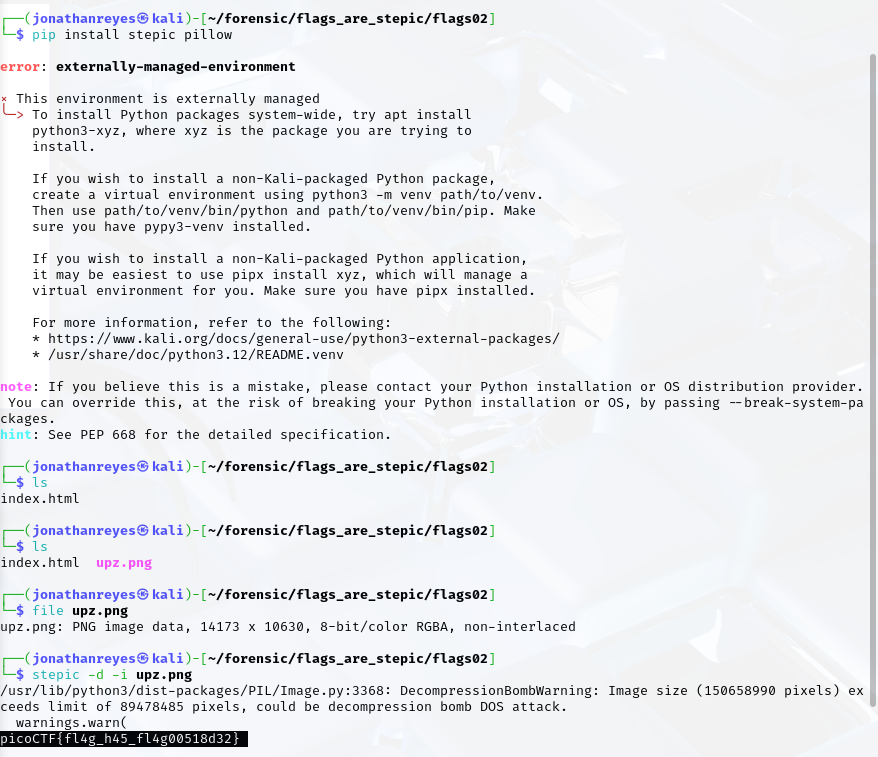 ┌──(jonathanreyes㉿kali)-[~/forensic/flags_are_stepic/flags02]
└─$ pip install stepic pillow
error: externally-managed-environment
× This environment is externally managed
╰─> To install Python packages system-wide, try apt install
python3-xyz, where xyz is the package you are trying to
install.
If you wish to install a non-Kali-packaged Python package,
create a virtual environment using python3 -m venv path/to/venv.
Then use path/to/venv/bin/python and path/to/venv/bin/pip. Make
sure you have pypy3-venv installed.
If you wish to install a non-Kali-packaged Python application,
it may be easiest to use pipx install xyz, which will manage a
virtual environment for you. Make sure you have pipx installed.
For more information, refer to the following:
* https://www.kali.org/docs/general-use/python3-external-packages/
* /usr/share/doc/python3.12/README.venv
note: If you believe this is a mistake, please contact your Python installation or OS distribution provider.
You can override this, at the risk of breaking your Python installation or OS, by passing --break-system-pa
ckages.
hint: See PEP 668 for the detailed specification.
┌──(jonathanreyes㉿kali)-[~/forensic/flags_are_stepic/flags02]
└─$ ls
index.html
┌──(jonathanreyes㉿kali)-[~/forensic/flags_are_stepic/flags02]
└─$ ls
index.html  upz.png
┌──(jonathanreyes㉿kali)-[~/forensic/flags_are_stepic/flags02]
└─$ file upz.png
upz.png: PNG image data, 14173 x 10630, 8-bit/color RGBA, non-interlaced
┌──(jonathanreyes㉿kali)-[~/forensic/flags_are_stepic/flags02]
└─$ stepic -d -i upz.png
/usr/lib/python3/dist-packages/PIL/Image.py:3368: DecompressionBombWarning: Image size (150658990 pixels) ex
ceeds limit of 89478485 pixels, could be decompression bomb DOS attack.
warnings.warn(
picoCTF{fl4g_h45_fl4g00518d32}